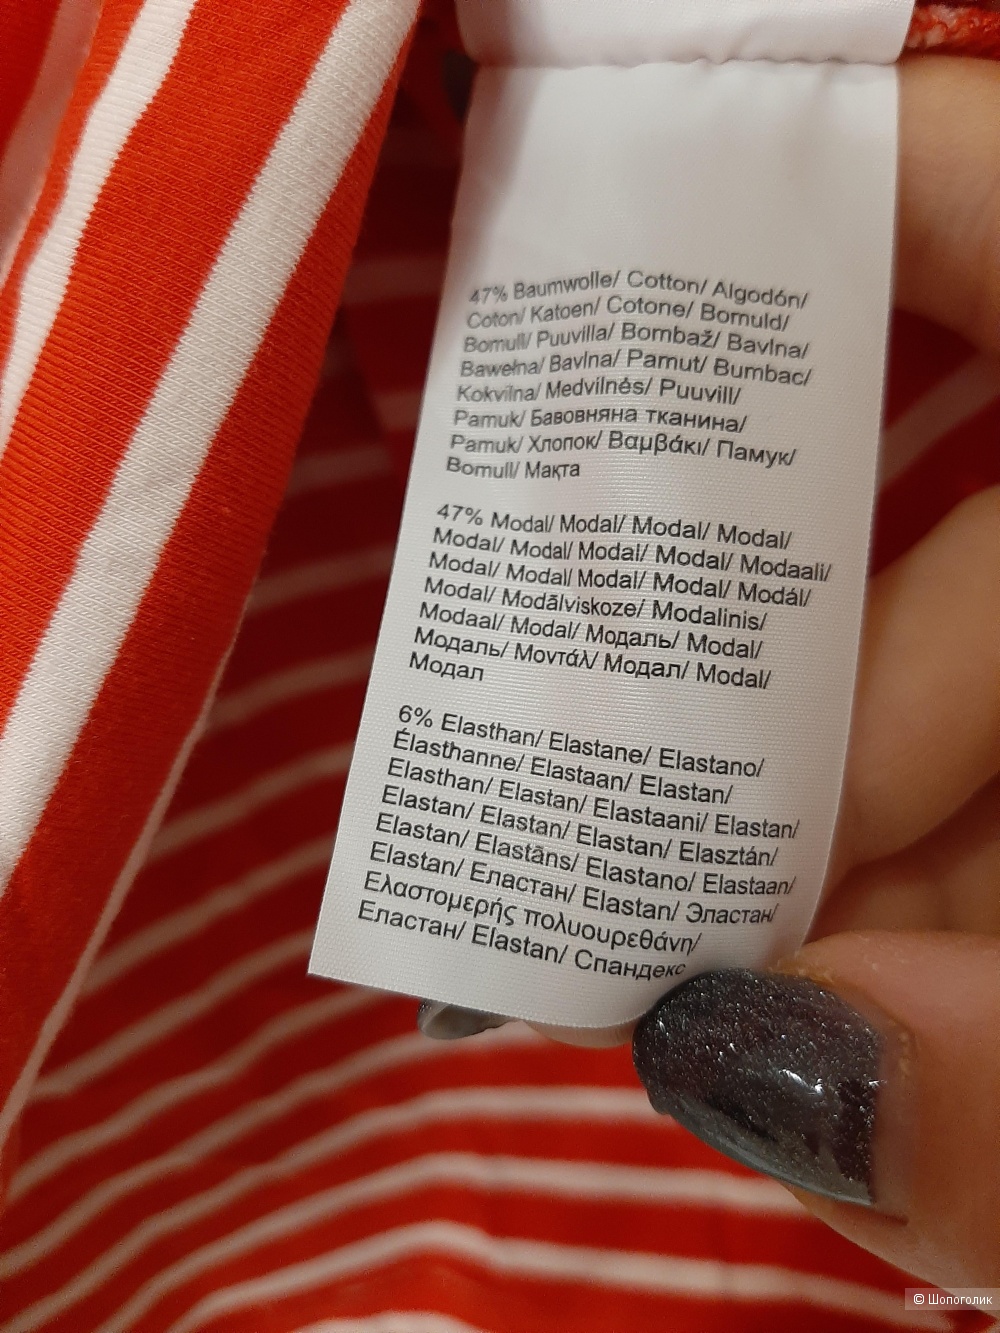 47% Baumwolle/ Cotton/ Algodón/
Coton/ Katoen/ Cotone/ Bornuld/
Bomull/ Puuvilla/ Bombaž/ Bavlna/
Bawełna/ Bavlna/ Pamut/ Bumbac/
Kokvilna/ Medvilnės/ Puuvill/
Pamuk/ Бавовняна тканина/
Pamuk/ Хлопок/ Βαμβάκι/ Памук/
Bomull/ Мақта
47% Modal/ Modal/ Modal/ Modal/
Modal/ Modal/ Modal/ Modal/ Modaali/
Modal/ Modal/ Modal/ Modal/ Modál/
Modal/ Modālviskoze/ Modalinis/
Modaal/ Modal/ Модаль/ Modal/
Модаль/ Μοντάλ/ Модал/ Modal/
Модал
6% Elasthan/ Elastane/ Elastano/
Élasthanne/ Elastaan/ Elastan/
Elasthan/ Elastan/ Elastaani/ Elastan/
Elastan/ Elastan/ Elastan/ Elasztán/
Elastan/ Elastāns/ Elastano/ Elastaan/
Elastan/ Еластан/ Elastan/ Эластан/
Ελαστομερής πολυουρεθάνη/
Еластан/ Elastan/ Спандекс
© Шопоголик